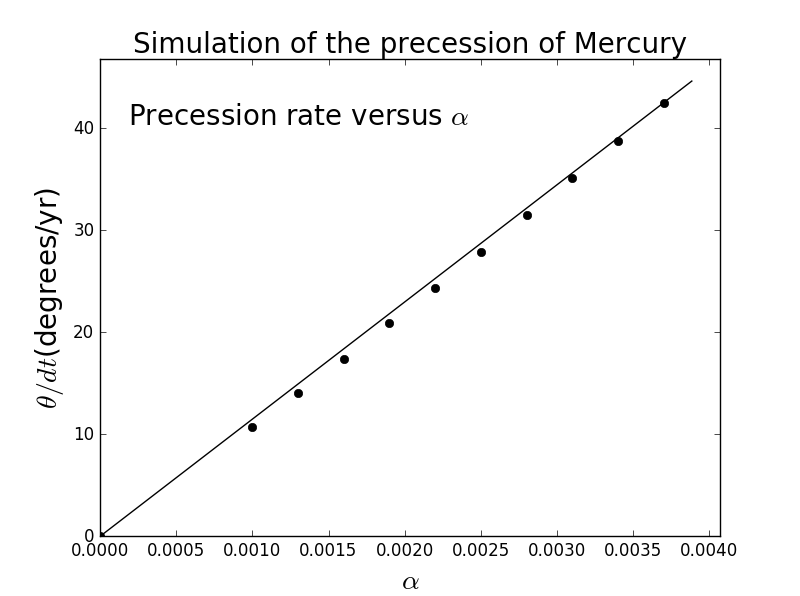 Simulation of the precession of Mercury
Precession rate versus α
θ/dt(degrees/yr)
40
30
20
10
0
0.0000 0.0005 0.0010 0.0015 0.0020 0.0025 0.0030 0.0035 0.0040
α